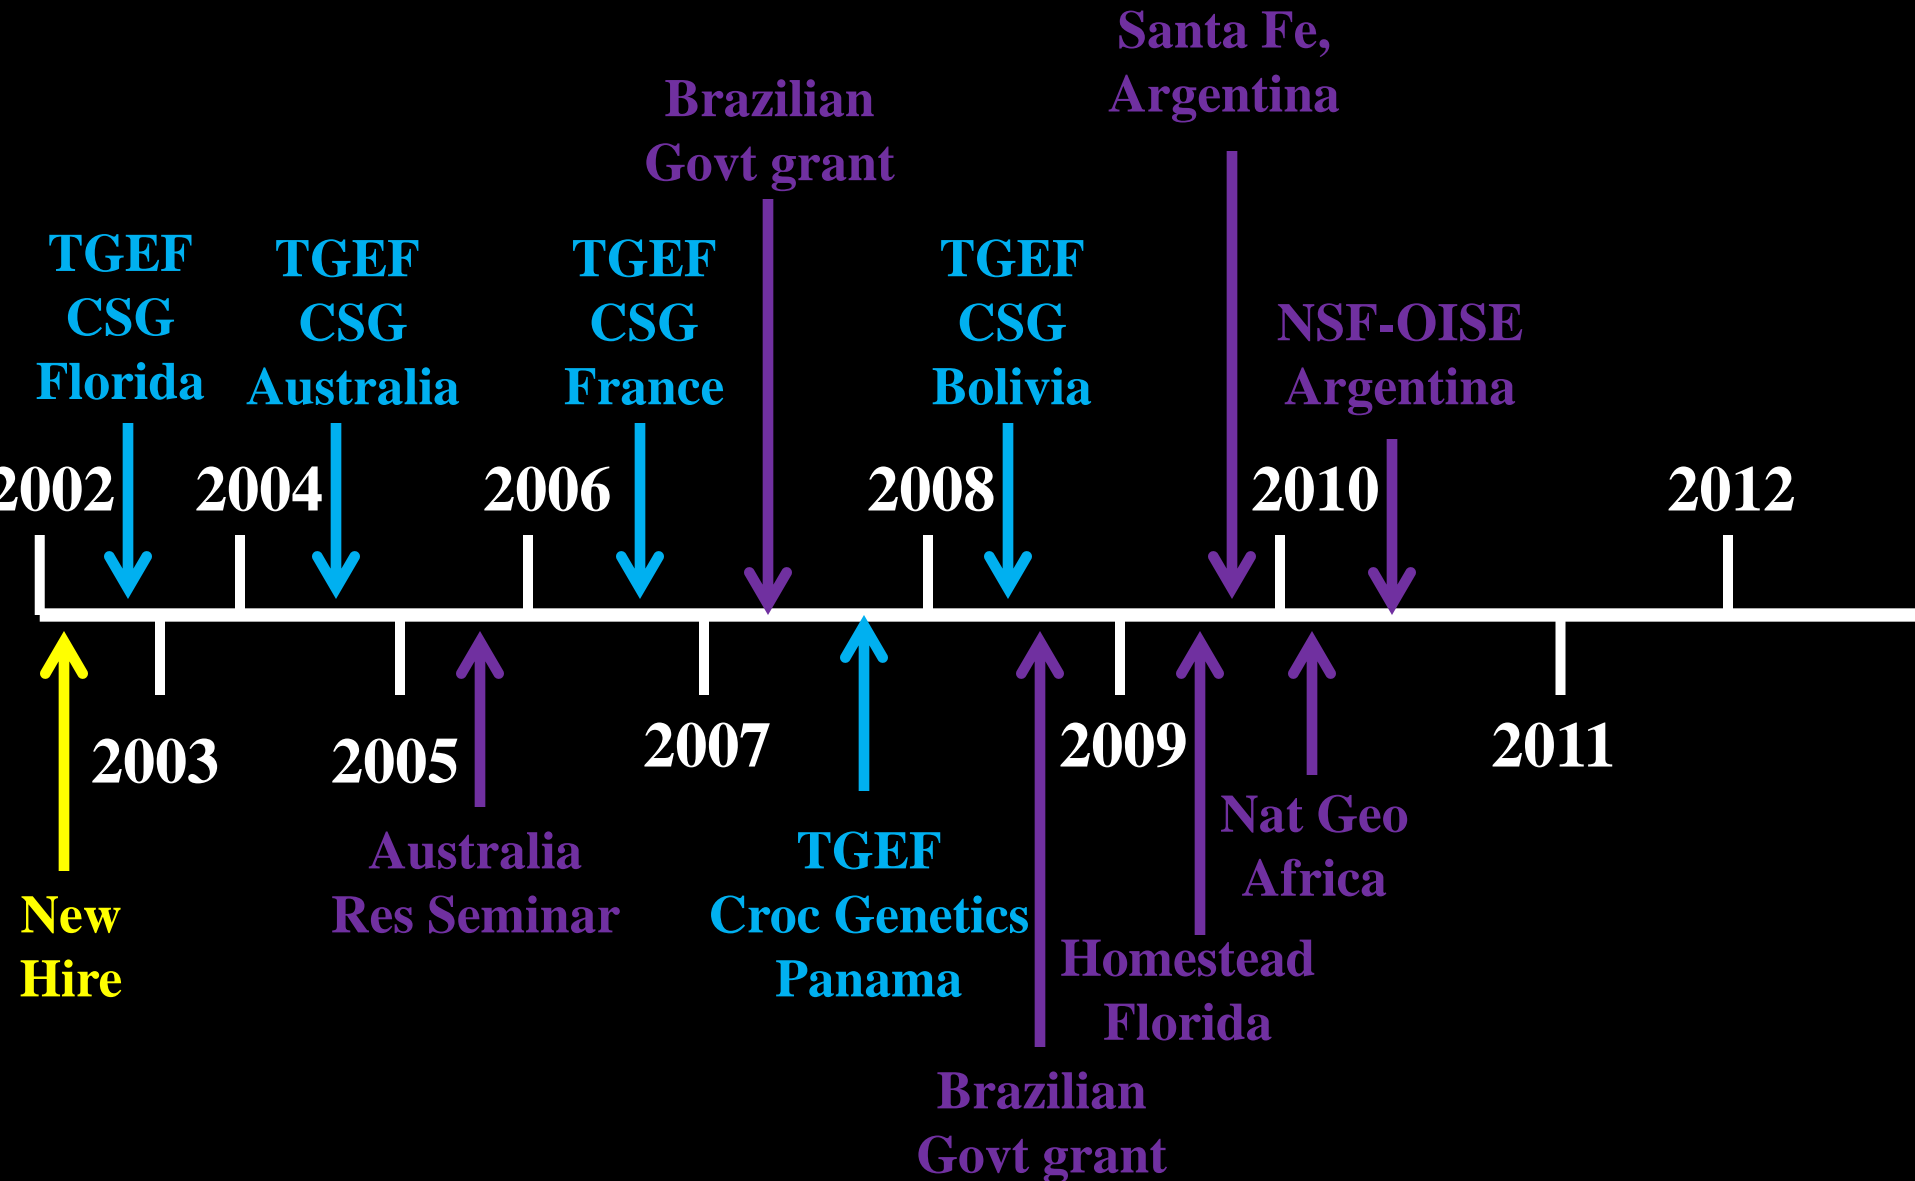 Santa Fe,
Argentina
Brazilian
Govt grant
TGEF
CSG
Florida
TGEF
CSG
Australia
TGEF
CSG
France
TGEF
CSG
Bolivia
NSF-OISE
Argentina
2002
2004
2006
2008
2010
2012
2003
2005
2007
2009
2011
New
Hire
Australia
Res Seminar
TGEF
Croc Genetics
Panama
Nat Geo
Africa
Homestead
Florida
Brazilian
Govt grant